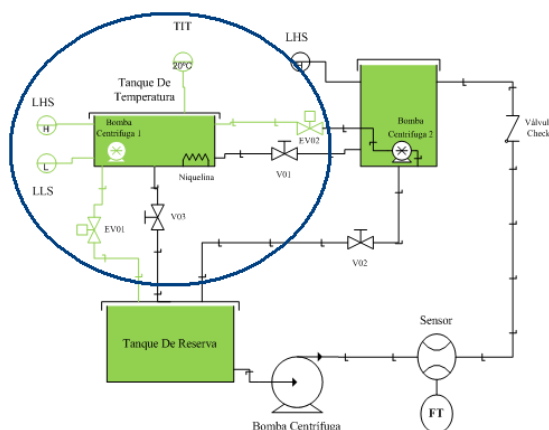 TIT
LHS
20ºC
Tanque De
Temperatura
LHS
H
Bomba
Centrifuga 1
EV02
Bomba
Centrifuga 2
Válvul
Check
L
LLS
Niquelina
V01
EV01
V03
V02
Tanque De Reserva
Sensor
FT
Bomba Centrífuga